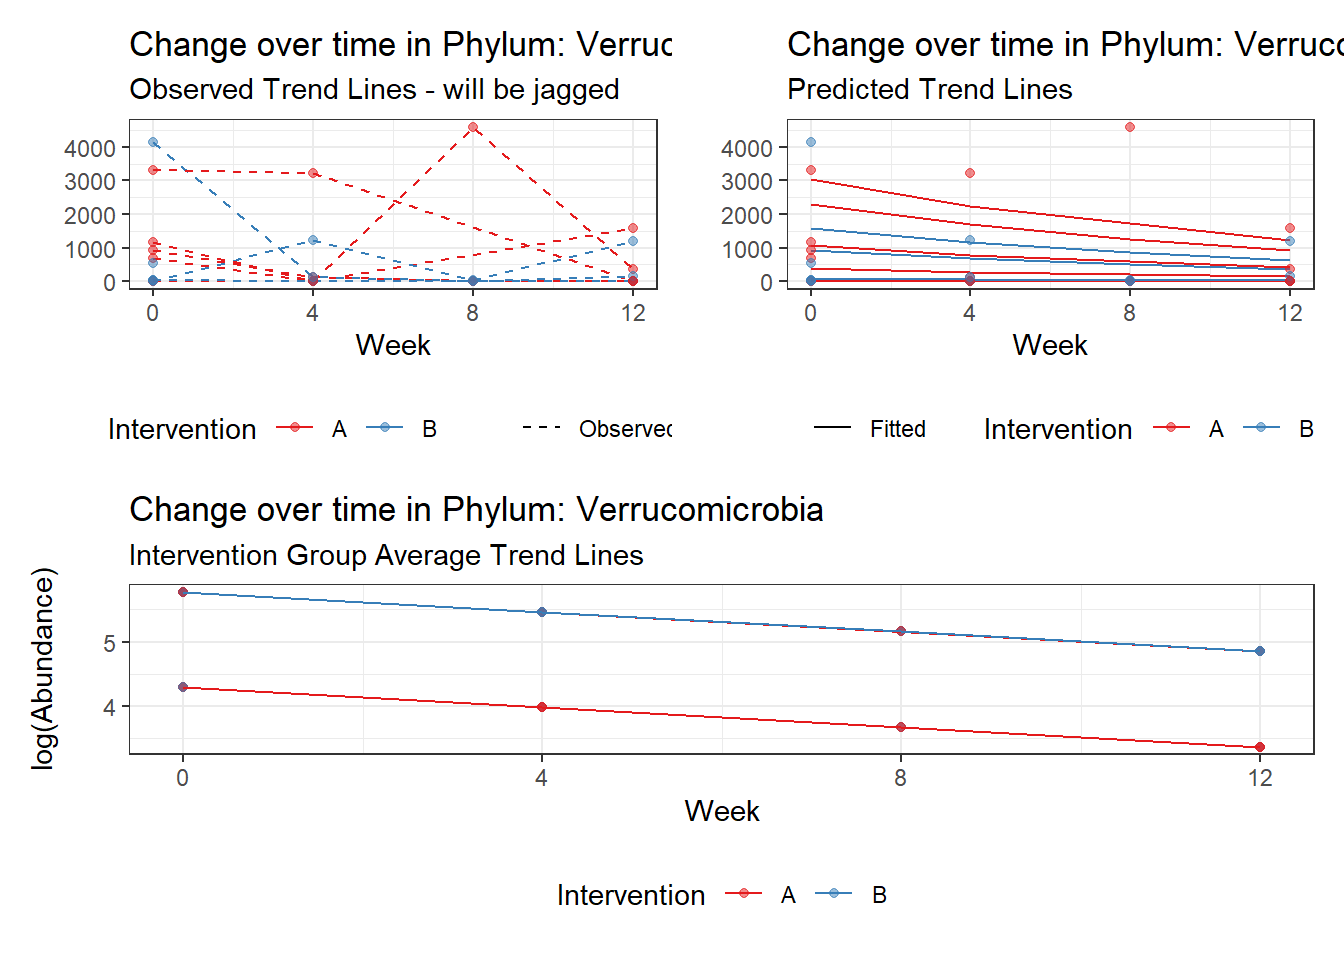 Change over time in Phylum: Verruc
Observed Trend Lines - will be jagged
4000
3000
2000
1000
0
0 4 8 12
Week
Intervention A B Observed
Change over time in Phylum: Verruco
Predicted Trend Lines
4000
3000
2000
1000
0
0 4 8 12
Week
Fitted Intervention A B
Change over time in Phylum: Verrucomicrobia
Intervention Group Average Trend Lines
log(Abundance)
5
4
0 4 8 12
Week
Intervention A B